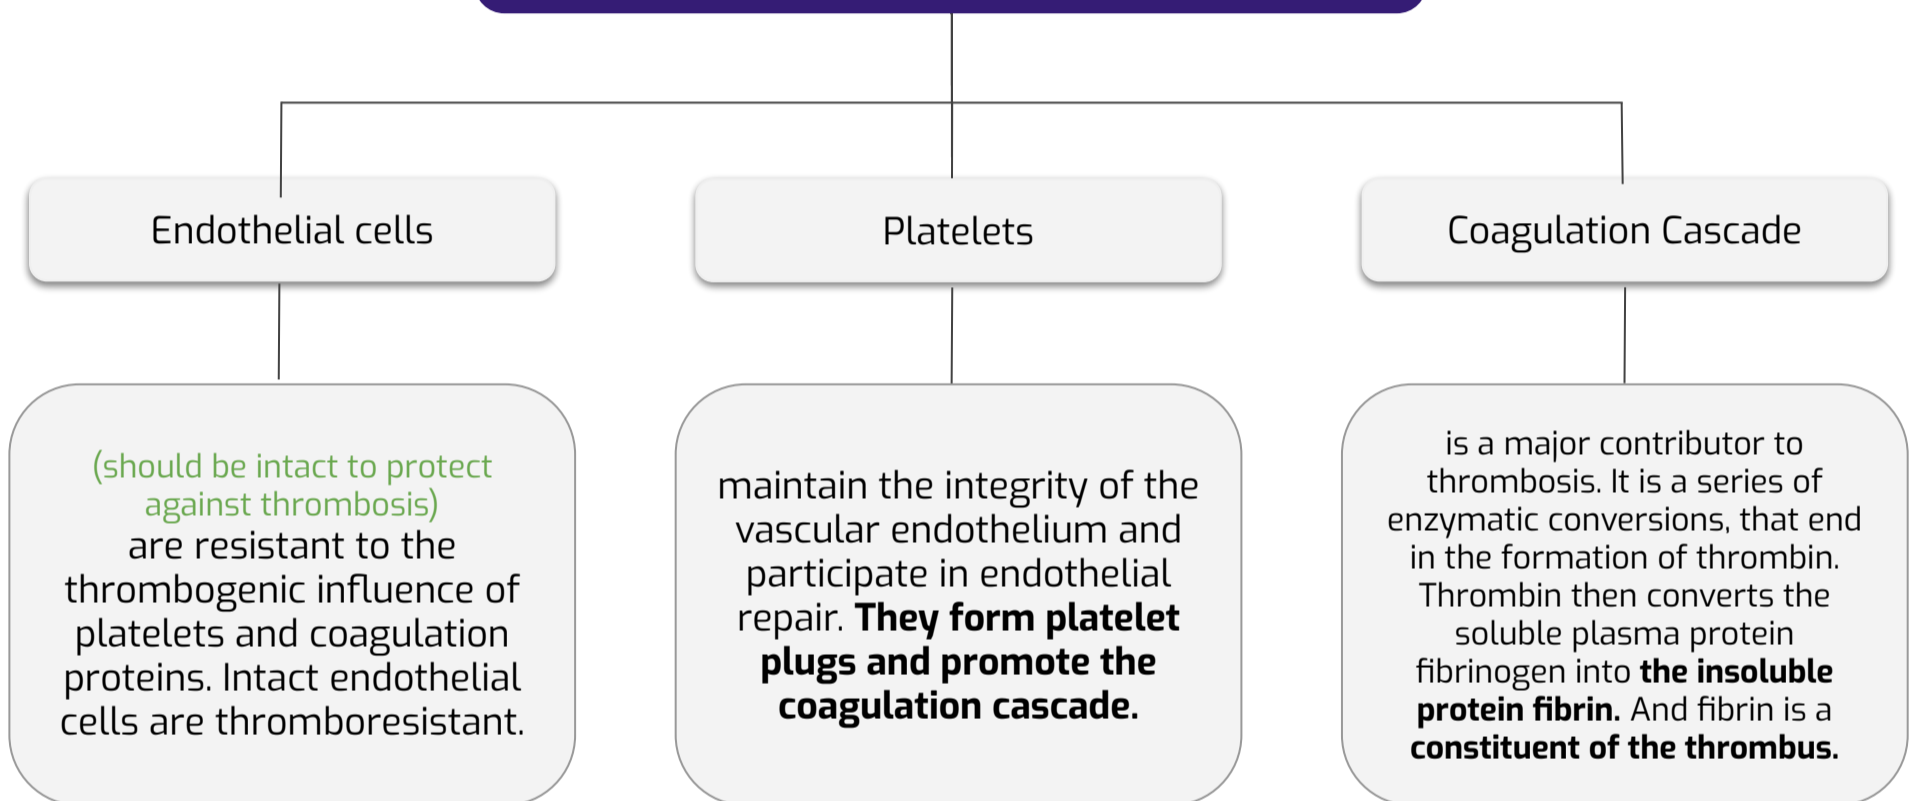 Endothelial cells
Platelets
Coagulation Cascade
(should be intact to protect
against thrombosis)
are resistant to the
thrombogenic influence of
platelets and coagulation
proteins. Intact endothelial
cells are thromboresistant.
maintain the integrity of the
vascular endothelium and
participate in endothelial
repair. They form platelet
plugs and promote the
coagulation cascade.
is a major contributor to
thrombosis. It is a series of
enzymatic conversions, that end
in the formation of thrombin.
Thrombin then converts the
soluble plasma protein
fibrinogen into the insoluble
protein fibrin. And fibrin is a
constituent of the thrombus.